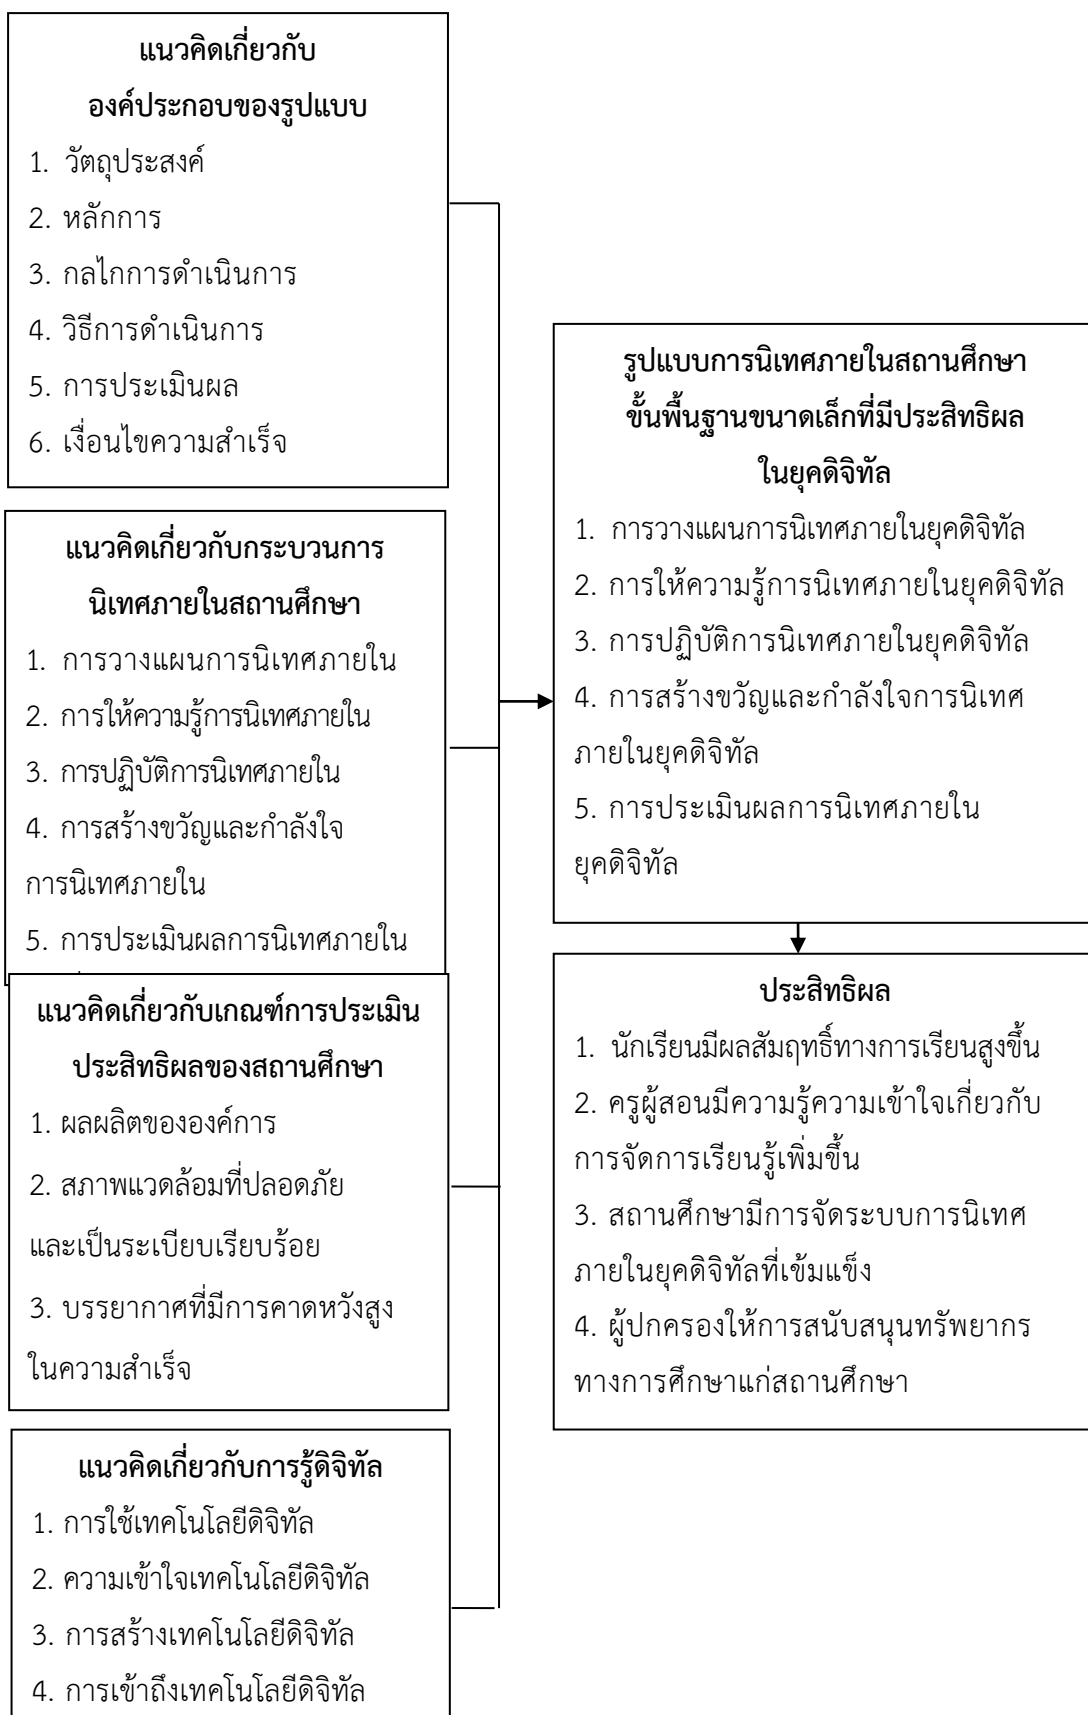 แนวคิดเกี่ยวกับ
องค์ประกอบของรูปแบบ
1. วัตถุประสงค์
2. หลักการ
3. กลไกการดำเนินการ
4. วิธีการดำเนินการ
5. การประเมินผล
6. เงื่อนไขความสำเร็จ
แนวคิดเกี่ยวกับกระบวนการ
นิเทศภายในสถานศึกษา
1. การวางแผนการนิเทศภายใน
2. การให้ความรู้การนิเทศภายใน
3. การปฏิบัติการนิเทศภายใน
4. การสร้างขวัญและกำลังใจ
การนิเทศภายใน
5. การประเมินผลการนิเทศภายใน
แนวคิดเกี่ยวกับเกณฑ์การประเมิน
ประสิทธิผลของสถานศึกษา
1. ผลผลิตขององค์การ
2. สภาพแวดล้อมที่ปลอดภัย
และเป็นระเบียบเรียบร้อย
3. บรรยากาศที่มีการคาดหวังสูง
ในความสำเร็จ
แนวคิดเกี่ยวกับการรู้ดิจิทัล
1. การใช้เทคโนโลยีดิจิทัล
2. ความเข้าใจเทคโนโลยีดิจิทัล
3. การสร้างเทคโนโลยีดิจิทัล
4. การเข้าถึงเทคโนโลยีดิจิทัล
รูปแบบการนิเทศภายในสถานศึกษา
ขั้นพื้นฐานขนาดเล็กที่มีประสิทธิผล
ในยุคดิจิทัล
1. การวางแผนการนิเทศภายในยุคดิจิทัล
2. การให้ความรู้การนิเทศภายในยุคดิจิทัล
3. การปฏิบัติการนิเทศภายในยุคดิจิทัล
4. การสร้างขวัญและกำลังใจการนิเทศ
ภายในยุคดิจิทัล
5. การประเมินผลการนิเทศภายใน
ยุคดิจิทัล
ประสิทธิผล
1. นักเรียนมีผลสัมฤทธิ์ทางการเรียนสูงขึ้น
2. ครูผู้สอนมีความรู้ความเข้าใจเกี่ยวกับ
การจัดการเรียนรู้เพิ่มขึ้น
3. สถานศึกษามีการจัดระบบการนิเทศ
ภายในยุคดิจิทัลที่เข้มแข็ง
4. ผู้ปกครองให้การสนับสนุนทรัพยากร
ทางการศึกษาแก่สถานศึกษา